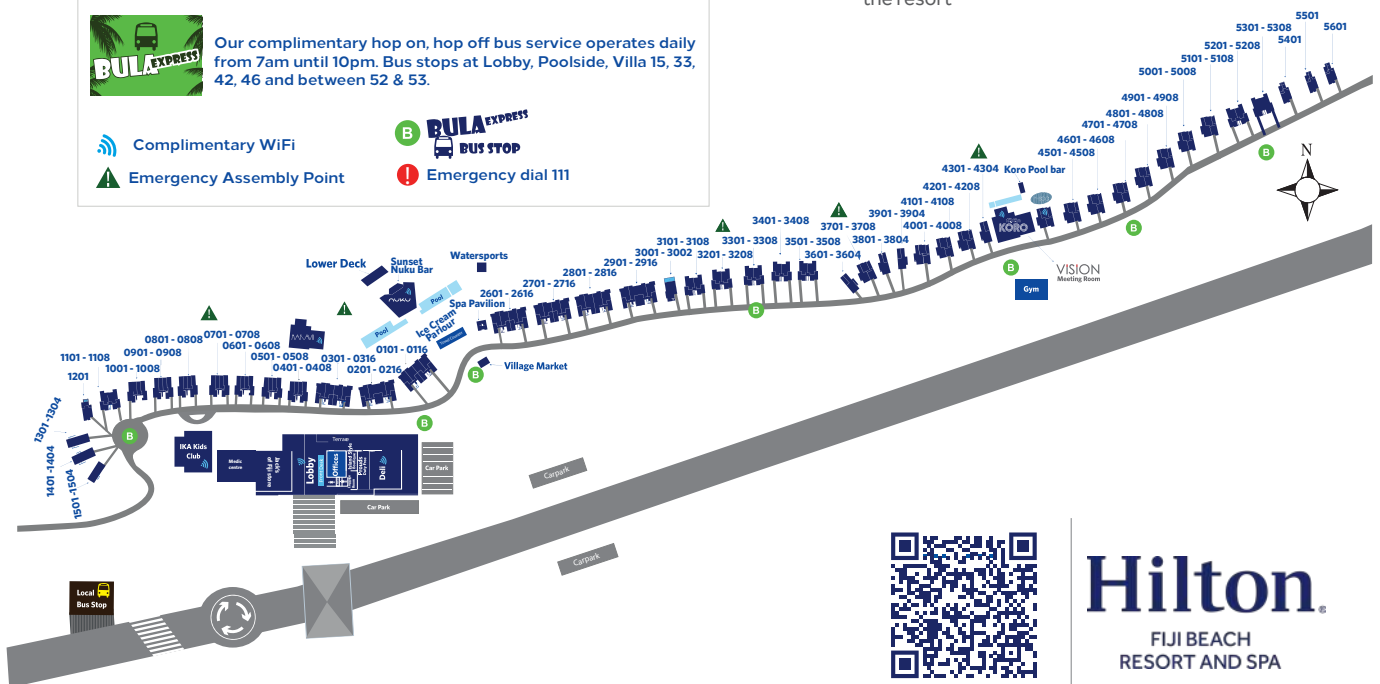 the resort
BULA EXPRESS
Our complimentary hop on, hop off bus service operates daily
from 7am until 10pm. Bus stops at Lobby, Poolside, Villa 15, 33,
42, 46 and between 52 & 53.
Complimentary WiFi
B
BULA EXPRESS
BUS STOP
Emergency Assembly Point
Emergency dial 111
5601
5501
5401
5301 - 5308
5201 - 5208
5101 - 5108
5001 - 5008
4901 - 4908
4801 - 4808
4701 - 4708
4601 - 4608
4501 - 4508
N
B
B
Koro Pool bar
KORO
4301 - 4304
4201 - 4208
4101 - 4108
4001 - 4008
3901 - 3904
3801 - 3804
3701 - 3708
3601 - 3604
3501 - 3508
3401 - 3408
3301 - 3308
3201 - 3208
3101 - 3108
3001 - 3002
2901 - 2916
2801 - 2816
2701 - 2716
2601 - 2616
B
VISION
Meeting Room
Gym
B
Watersports
Lower Deck
Sunset
Nuku Bar
NUKU
Pool
Pool
Spa Pavilion
Ice Cream
Parlour
Village Market
B
0101 - 0116
0201 - 0216
0301 - 0316
0401 - 0408
0501 - 0508
0601 - 0608
0701 - 0708
0801 - 0808
0901 - 0908
1001 - 1008
1101 - 1108
1201
1301 - 1304
1401 - 1404
1501 - 1504
B
B
IKA Kids
Club
Medic
centre
Jack's
of Fiji store
Lobby
Terrace
Offices
Deli
Car Park
Car Park
Carpark
Carpark
Local
Bus Stop
Hilton
FIJI BEACH
RESORT AND SPA